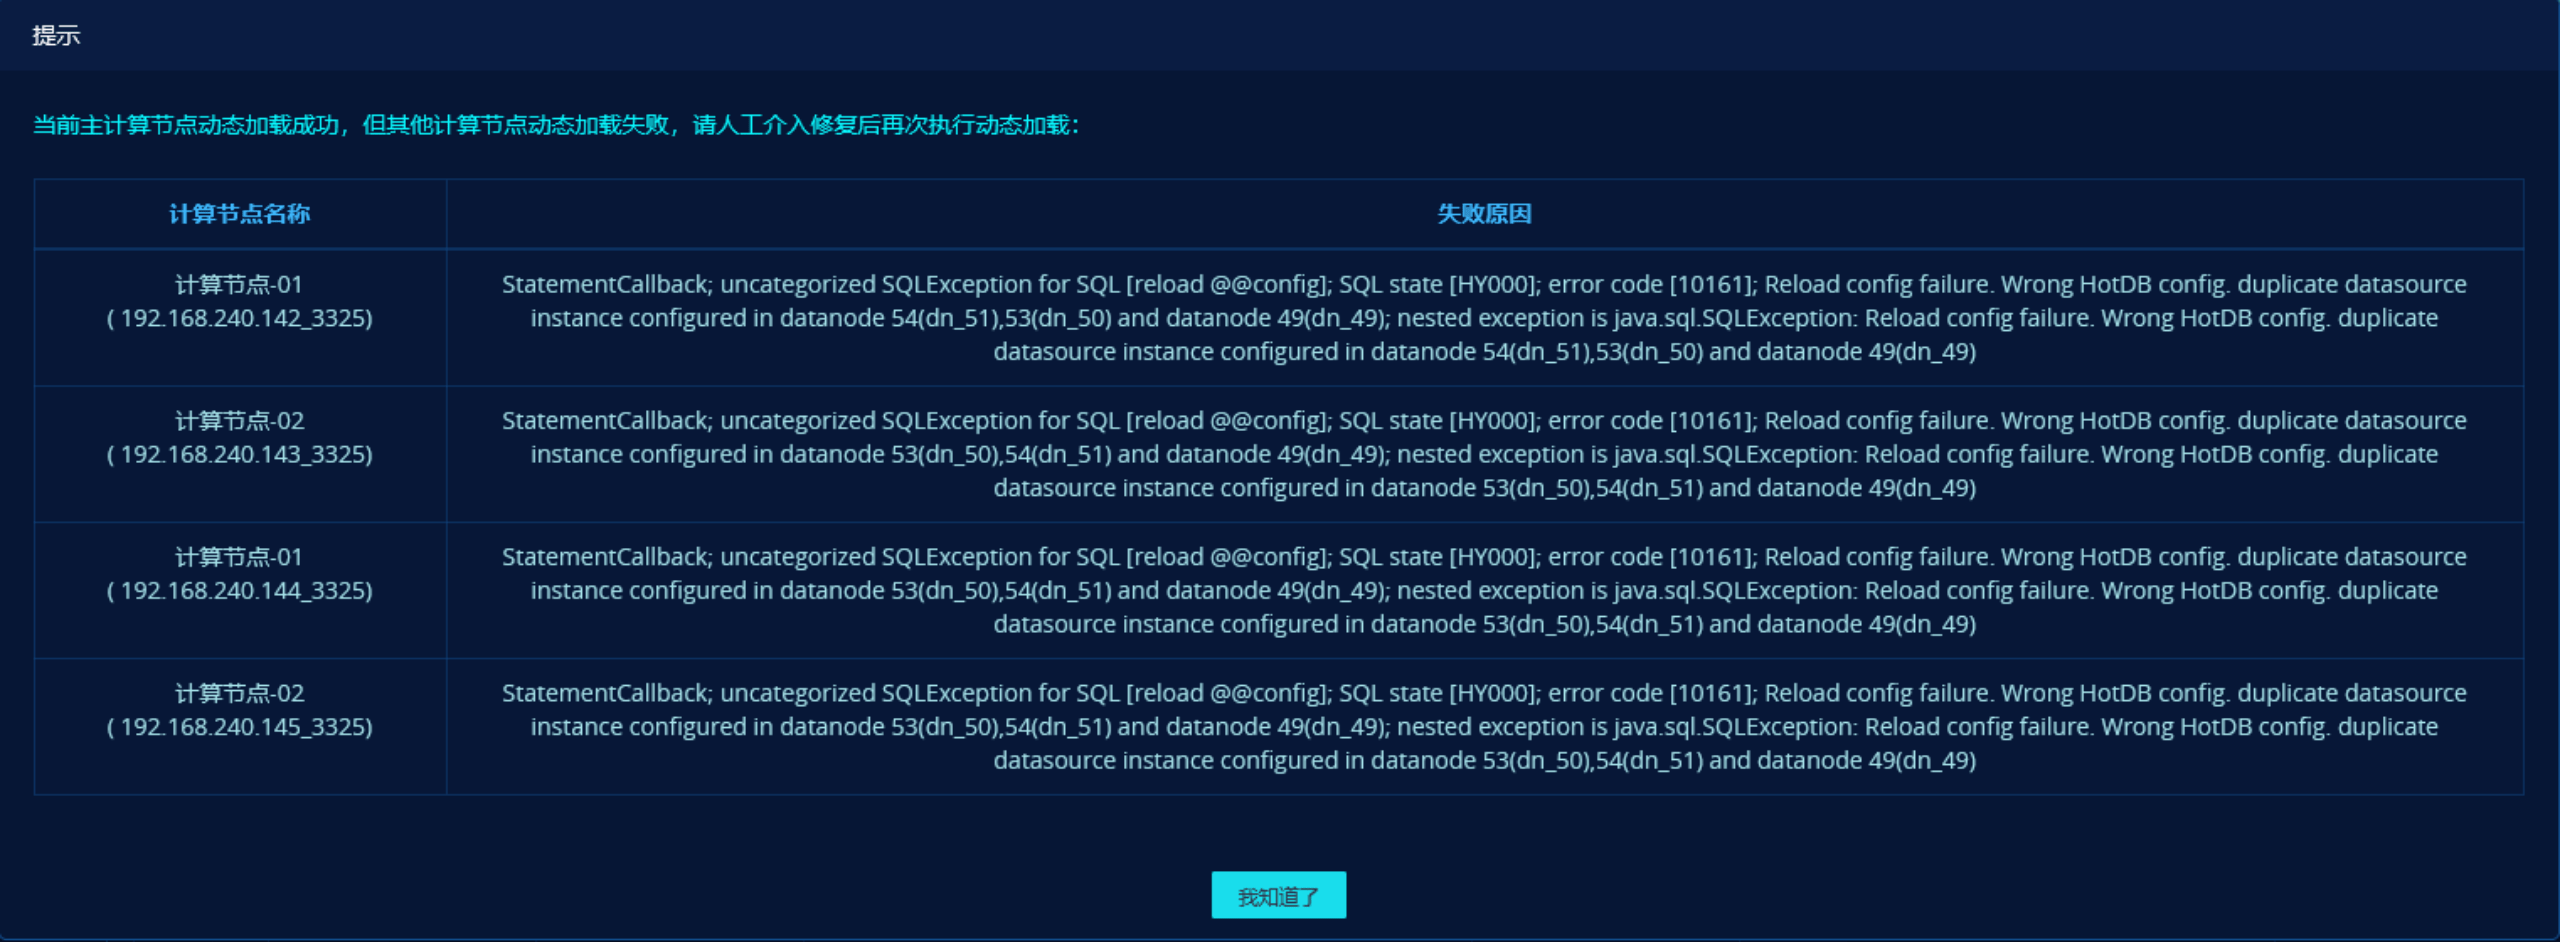 提示
当前主计算节点动态加载成功，但其他计算节点动态加载失败，请人工介入修复后再次执行动态加载：
计算节点名称
失败原因
计算节点-01
( 192.168.240.142_3325)
StatementCallback; uncategorized SQLException for SQL [reload @@config]; SQL state [HY000]; error code [10161]; Reload config failure. Wrong HotDB config. duplicate datasource
instance configured in datanode 54(dn_51),53(dn_50) and datanode 49(dn_49); nested exception is java.sql.SQLException: Reload config failure. Wrong HotDB config. duplicate
datasource instance configured in datanode 54(dn_51),53(dn_50) and datanode 49(dn_49)
计算节点-02
( 192.168.240.143_3325)
StatementCallback; uncategorized SQLException for SQL [reload @@config]; SQL state [HY000]; error code [10161]; Reload config failure. Wrong HotDB config. duplicate datasource
instance configured in datanode 53(dn_50),54(dn_51) and datanode 49(dn_49); nested exception is java.sql.SQLException: Reload config failure. Wrong HotDB config. duplicate
datasource instance configured in datanode 53(dn_50),54(dn_51) and datanode 49(dn_49)
计算节点-01
( 192.168.240.144_3325)
StatementCallback; uncategorized SQLException for SQL [reload @@config]; SQL state [HY000]; error code [10161]; Reload config failure. Wrong HotDB config. duplicate datasource
instance configured in datanode 53(dn_50),54(dn_51) and datanode 49(dn_49); nested exception is java.sql.SQLException: Reload config failure. Wrong HotDB config. duplicate
datasource instance configured in datanode 53(dn_50),54(dn_51) and datanode 49(dn_49)
计算节点-02
( 192.168.240.145_3325)
StatementCallback; uncategorized SQLException for SQL [reload @@config]; SQL state [HY000]; error code [10161]; Reload config failure. Wrong HotDB config. duplicate datasource
instance configured in datanode 53(dn_50),54(dn_51) and datanode 49(dn_49); nested exception is java.sql.SQLException: Reload config failure. Wrong HotDB config. duplicate
datasource instance configured in datanode 53(dn_50),54(dn_51) and datanode 49(dn_49)
我知道了